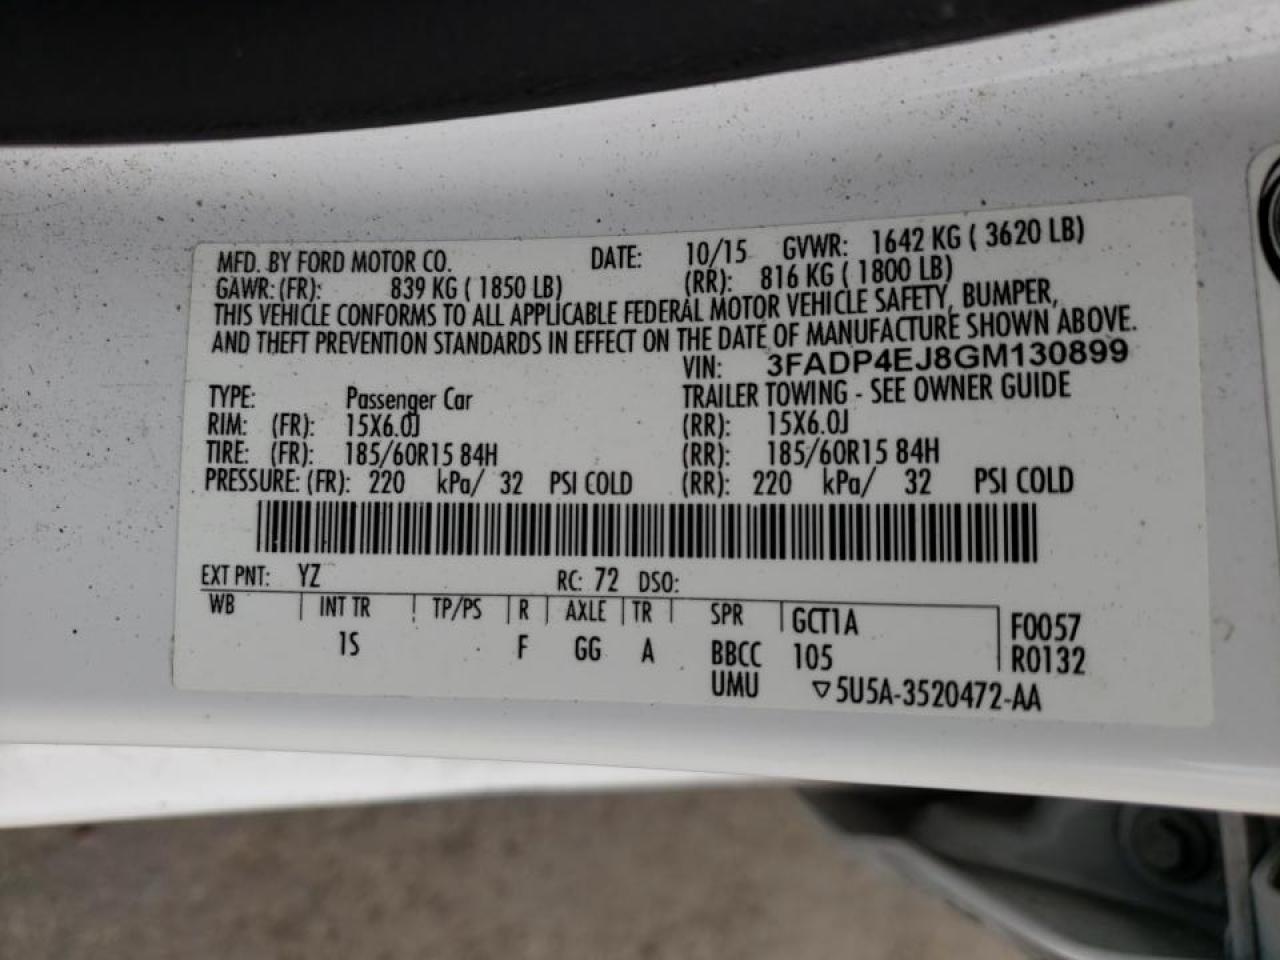 MFD. BY FORD MOTOR CO. DATE: 10/15 GVWR: 1642 KG ( 3620 LB)
GAWR: (FR): 839 KG ( 1850 LB) (RR): 816 KG ( 1800 LB)
THIS VEHICLE CONFORMS TO ALL APPLICABLE FEDERAL MOTOR VEHICLE SAFETY, BUMPER,
AND THEFT PREVENTION STANDARDS IN EFFECT ON THE DATE OF MANUFACTURE SHOWN ABOVE.
VIN: 3FADP4EJ8GM130899
TYPE: Passenger Car TRAILER TOWING - SEE OWNER GUIDE
RIM: (FR): 15X6.0J (RR): 15X6.0J
TIRE: (FR): 185/60R15 84H (RR): 185/60R15 84H
PRESSURE: (FR): 220 kPa/ 32 PSI COLD (RR): 220 kPa/ 32 PSI COLD
EXT PNT: YZ RC: 72 DSO:
WB INT TR TP/PS R AXLE TR SPR GCT1A F0057
1S F GG A BBCC 105 R0132
UMU ▽5U5A-3520472-AA